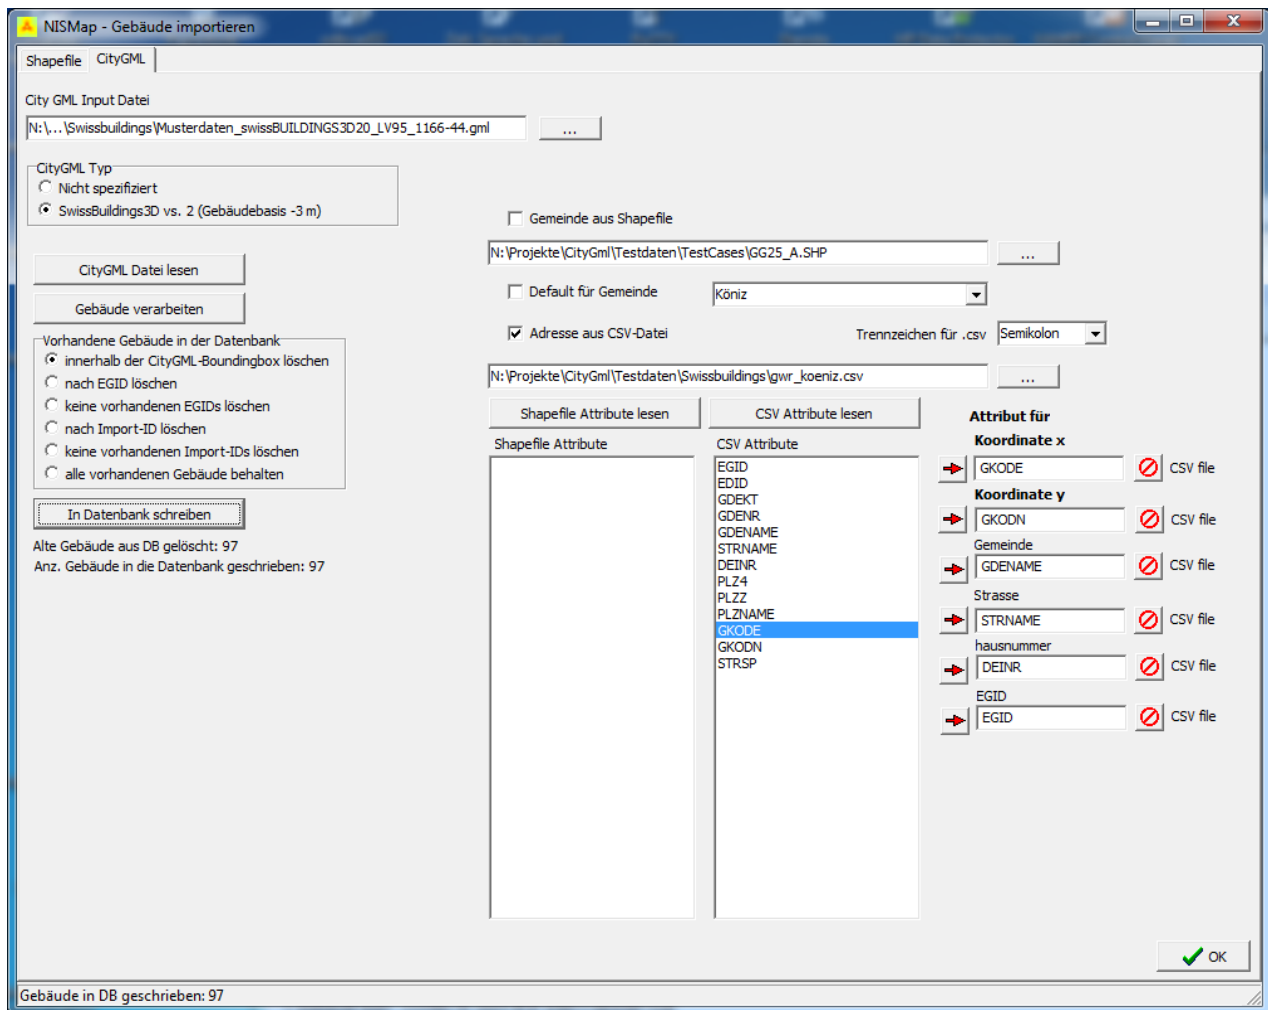 NISMap - Gebäude importieren
Shapefile CityGML
City GML Input Datei
N:\...\Swissbuildings\Musterdaten_swissBUILDINGS3D20_LV95_1166-44.gml ...
CityGML Typ
Nicht spezifiziert
SwissBuildings3D vs. 2 (Gebäudebasis -3 m)
CityGML Datei lesen
Gebäude verarbeiten
Vorhandene Gebäude in der Datenbank
innerhalb der CityGML-Boundingbox löschen
nach EGID löschen
keine vorhandenen EGIDs löschen
nach Import-ID löschen
keine vorhandenen Import-IDs löschen
alle vorhandenen Gebäude behalten
In Datenbank schreiben
Alte Gebäude aus DB gelöscht: 97
Anz. Gebäude in die Datenbank geschrieben: 97
Gemeinde aus Shapefile
N:\Projekte\CityGml\Testdaten\TestCases\GG25_A.SHP ...
Default für Gemeinde Köniz
Adresse aus CSV-Datei Trennzeichen für .csv Semikolon
N:\Projekte\CityGml\Testdaten\Swissbuildings\gwr_koeniz.csv ...
Shapefile Attribute lesen CSV Attribute lesen
Shapefile Attribute CSV Attribute
EGID
EDID
GDEKT
GDENR
GDENAME
STRNAME
DEINR
PLZ4
PLZZ
PLZNAME
GKODE
GKODN
STRSP
Attribut für
Koordinate x
GKODE CSV file
Koordinate y
GKODN CSV file
Gemeinde
GDENAME CSV file
Strasse
STRNAME CSV file
hausnummer
DEINR CSV file
EGID
EGID CSV file
OK
Gebäude in DB geschrieben: 97